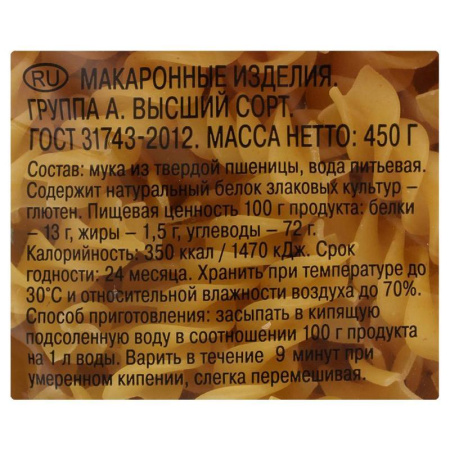 RU МАКАРОННЫЕ ИЗДЕЛИЯ.
ГРУППА А. ВЫСШИЙ СОРТ.
ГОСТ 31743-2012. МАССА НЕТТО: 450 Г
Состав: мука из твердой пшеницы, вода питьевая.
Содержит натуральный белок злаковых культур –
глютен. Пищевая ценность 100 г продукта: белки
– 13 г, жиры – 1,5 г, углеводы – 72 г.
Калорийность: 350 ккал / 1470 кДж. Срок
годности: 24 месяца. Хранить при температуре до
30°С и относительной влажности воздуха до 70%.
Способ приготовления: засыпать в кипящую
подсоленную воду в соотношении 100 г продукта
на 1 л воды. Варить в течение 9 минут при
умеренном кипении, слегка перемешивая.